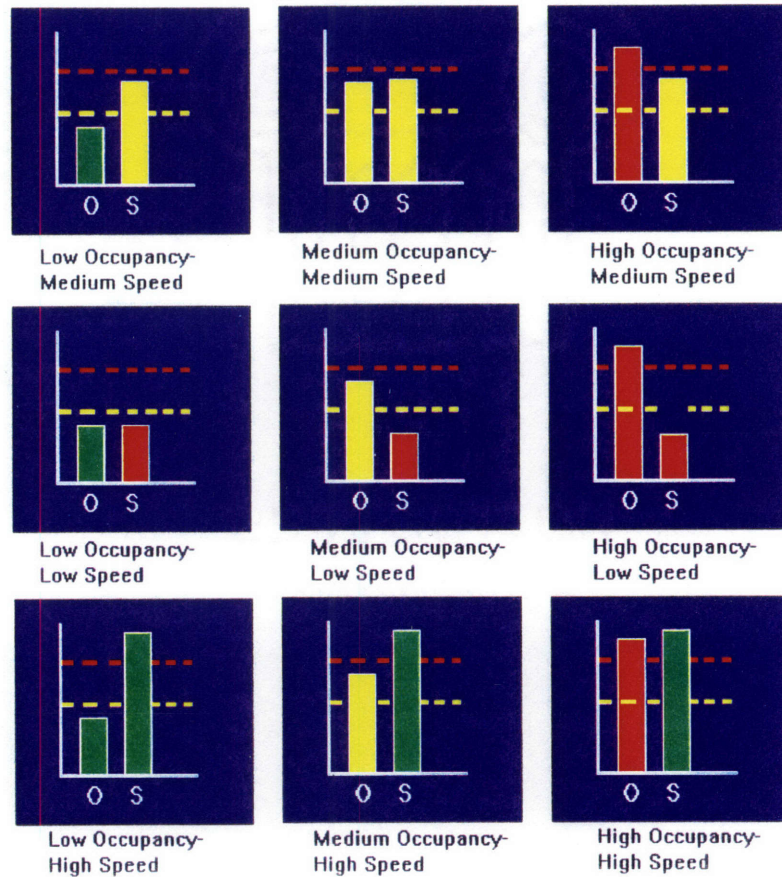 O S
O S
O S
Low Occupancy-
Medium Speed
Medium Occupancy-
Medium Speed
High Occupancy-
Medium Speed
O S
O S
O S
Low Occupancy-
Low Speed
Medium Occupancy-
Low Speed
High Occupancy-
Low Speed
O S
O S
O S
Low Occupancy-
High Speed
Medium Occupancy-
High Speed
High Occupancy-
High Speed